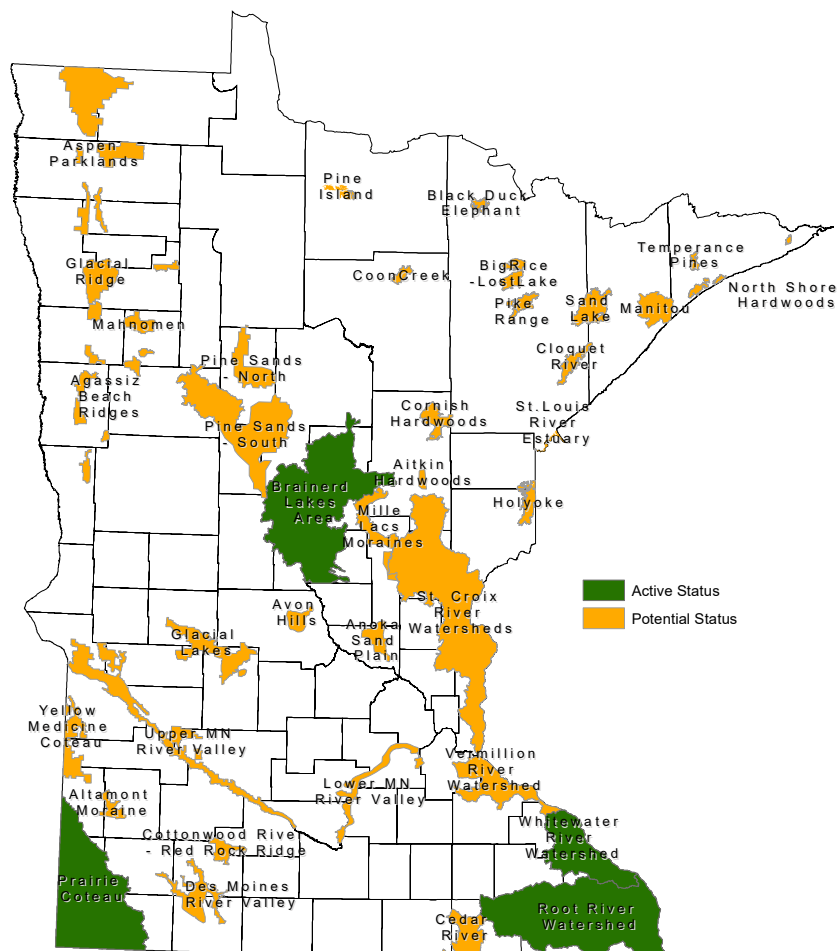 Aspen
Parklands
Pine
Island
Black Duck
Elephant
Temperance
Pines
Glacial
Ridge
CoonCreek
BigRice
-LostLake
North Shore
Hardwoods
Pike
Range
Sand
Lake
Manitou
Mahnomen
Cloquet
River
Pine Sands
- North
Agassiz
Beach
Ridges
Cornish
Hardwoods
St.Louis
River
Estuary
Pine Sands
- South
Aitkin
Hardwoods
Brainerd
Lakes
Area
Holyoke
Mille
Lacs
Moraines
Active Status
Potential Status
Avon
Hills
St. Croix
River
Watersheds
Anoka
Sand
Plain
Glacial
Lakes
Yellow
Medicine
Coteau
Upper MN
River Valley
Vermillion
River
Watershed
Lower MN
River Valley
Altamont
Moraine
Whitewater
River
Watershed
Cottonwood River
- Red Rock Ridge
Prairie
Coteau
Des Moines
River Valley
Root River
Watershed
Cedar
River